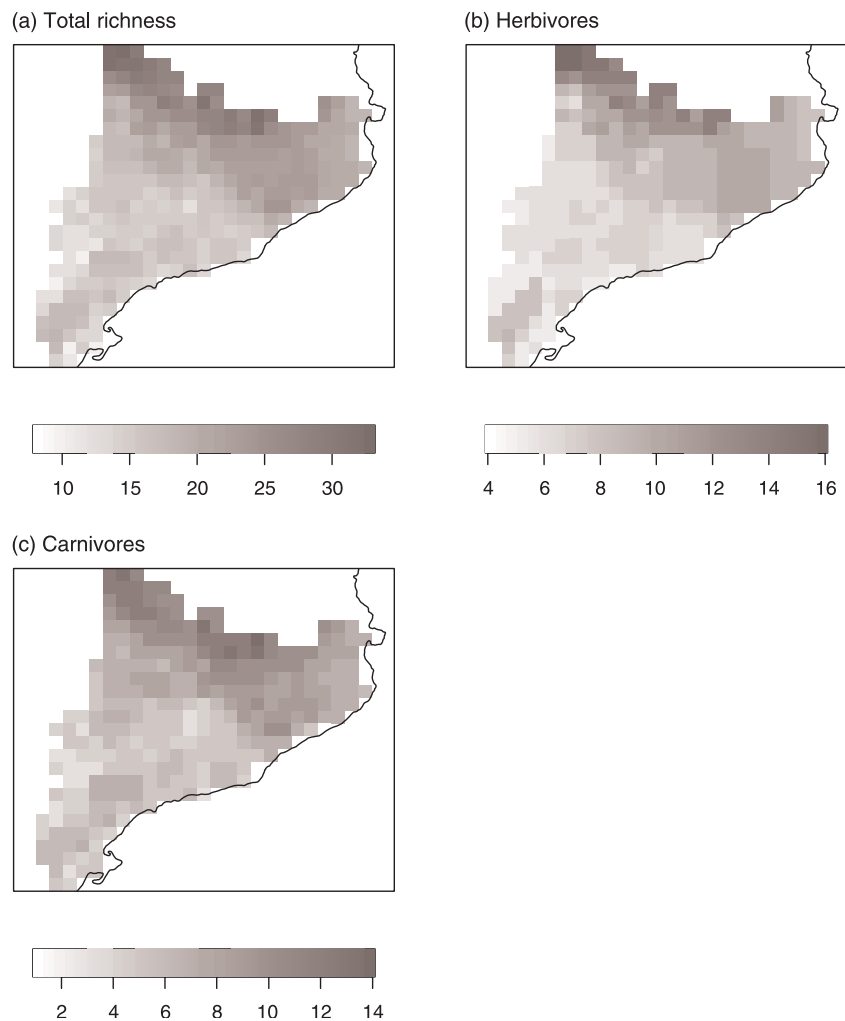 (a) Total richness
(b) Herbivores
10 15 20 25 30
4 6 8 10 12 14 16
(c) Carnivores
2 4 6 8 10 12 14